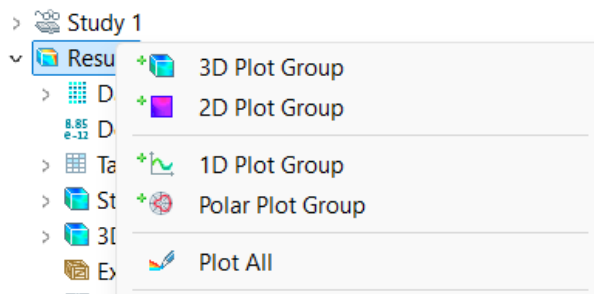 Study 1
Resu
3D Plot Group
2D Plot Group
D
8.85
e-12 D
1D Plot Group
Ta
Polar Plot Group
St
3D
Plot All
Ex